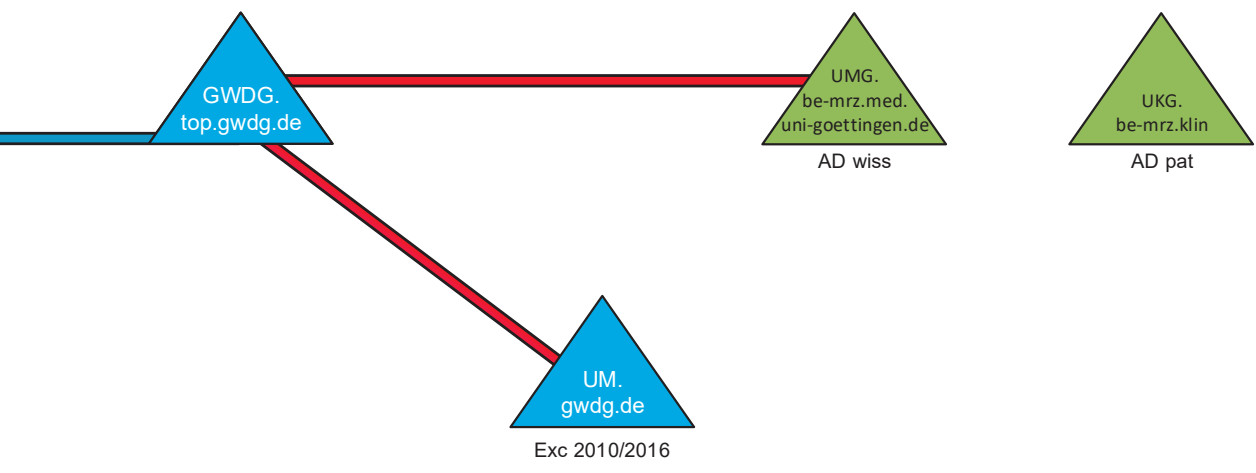 GWDG.
top.gwdg.de
UMG.
be-mrz.med.
uni-goettingen.de
AD wiss
UKG.
be-mrz.klin
AD pat
UM.
gwdg.de
Exc 2010/2016